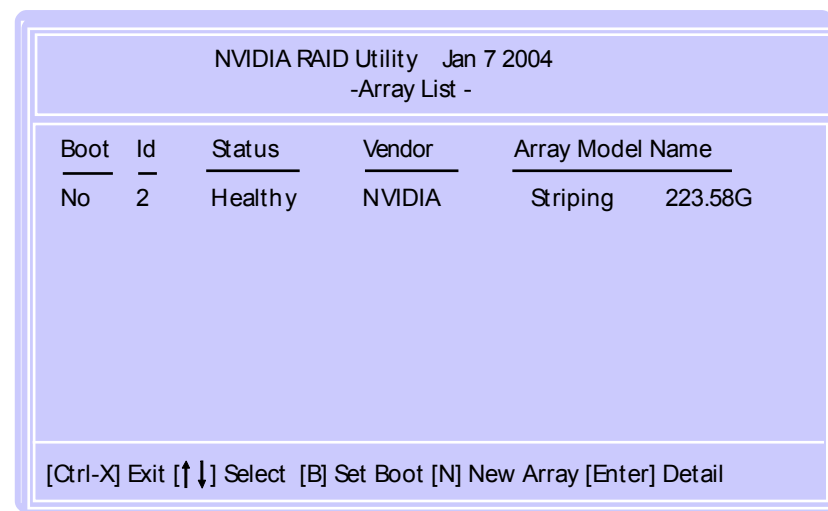 NVIDIA RAID Utility Jan 7 2004
-Array List -
Boot Id Status Vendor Array Model Name
No 2 Healthy NVIDIA Striping 223.58G
[Ctrl-X] Exit [↑↓] Select [B] Set Boot [N] New Array [Enter] Detail